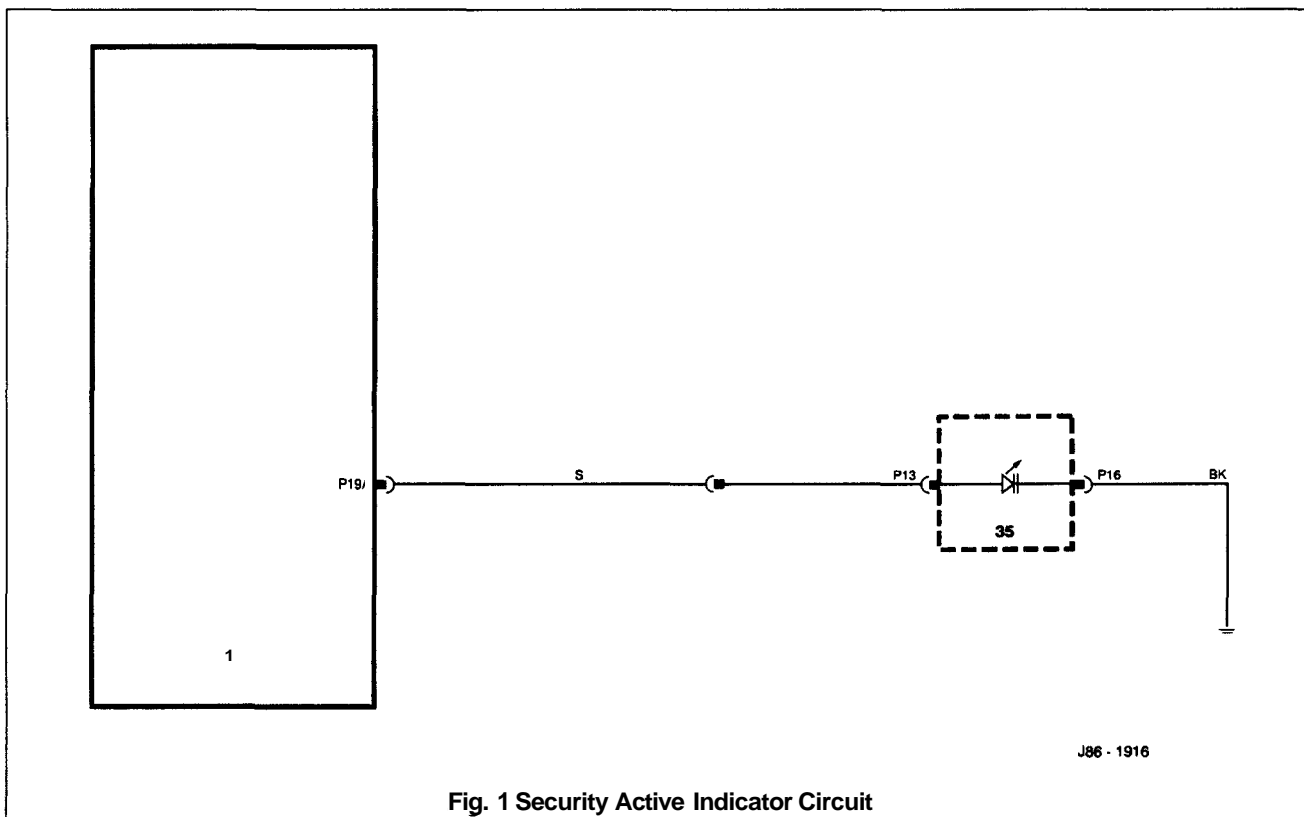 P19/ S P13 P16 BK
35
1
J86 - 1916
Fig. 1 Security Active Indicator Circuit